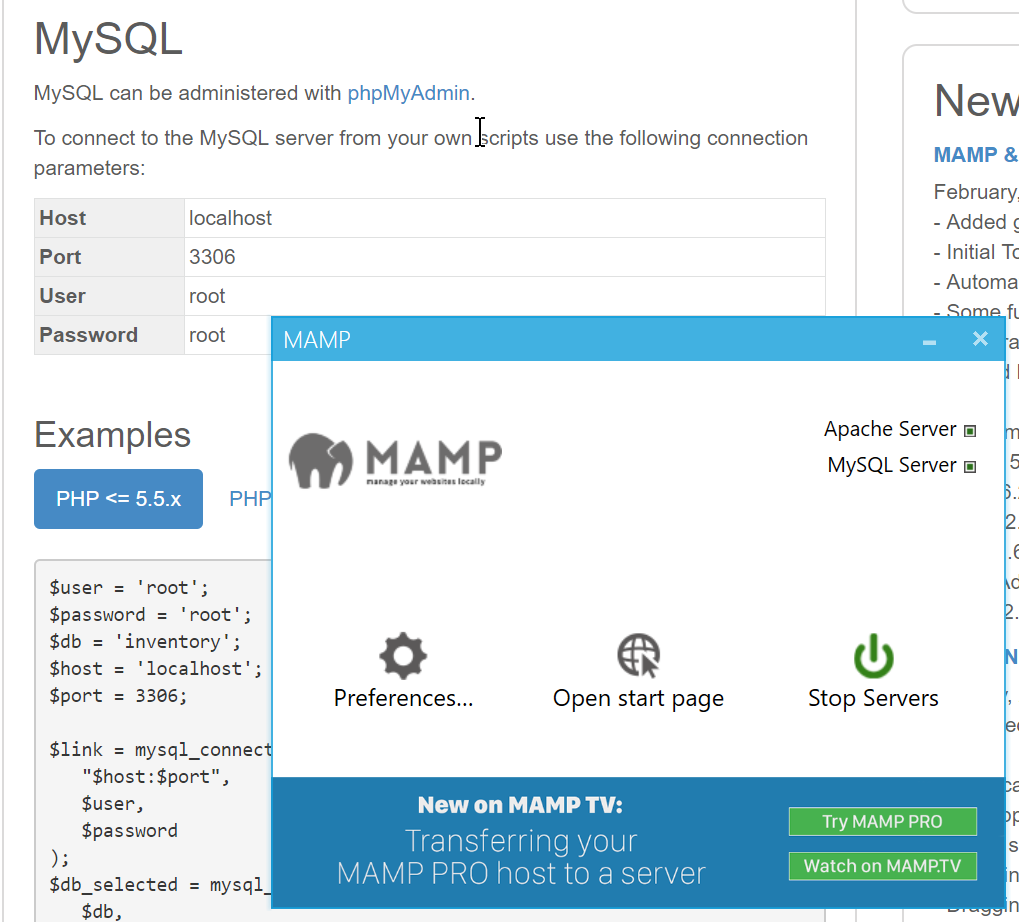 MySQL
MySQL can be administered with phpMyAdmin.
To connect to the MySQL server from your own scripts use the following connection
parameters:
Host localhost
Port 3306
User root
Password root
Examples
PHP <= 5.5.x PHP
$user = 'root';
$password = 'root';
$db = 'inventory';
$host = 'localhost';
$port = 3306;
$link = mysql_connect
"$host:$port",
$user,
$password
);
$db_selected = mysql_
$db,
MAMP
MAMP
manage your websites locally
Apache Server
MySQL Server
Preferences...
Open start page
Stop Servers
New on MAMP TV:
Transferring your
MAMP PRO host to a server
Try MAMP PRO
Watch on MAMP.TV
New
MAMP &
February,
- Added g
- Initial To
- Automa
- Some fu